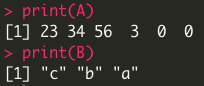 > print(A)
[1] 23 34 56  3  0  0
> print(B)
[1] "c" "b" "a"